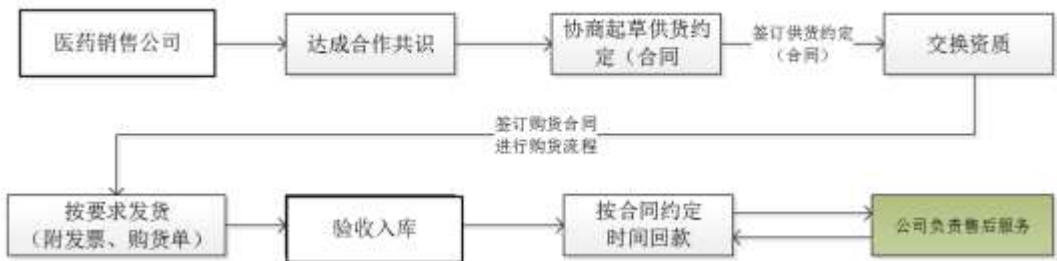 医药销售公司
达成合作共识
协商起草供货约
定（合同
签订供货约定
（合同）
交换资质
签订购货合同
进行购货流程
按要求发货
（附发票、购货单）
验收入库
按合同约定
时间回款
公司负责售后服务